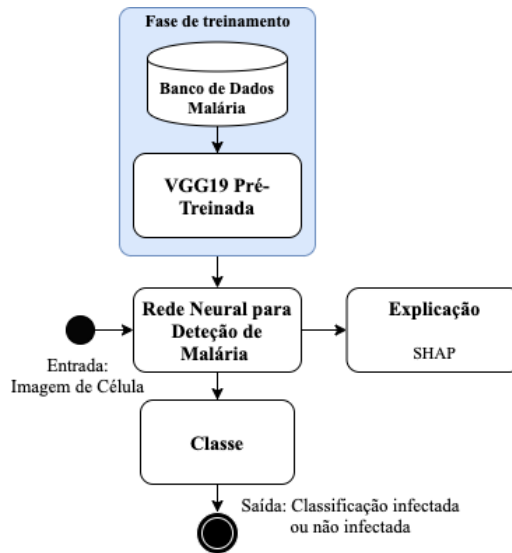 Fase de treinamento
Banco de Dados
Malária
VGG19 Pré-
Treinada
Rede Neural para
Deteção de
Malária
Explicação
SHAP
Entrada:
Imagem de Célula
Classe
Saída: Classificação infectada
ou não infectada